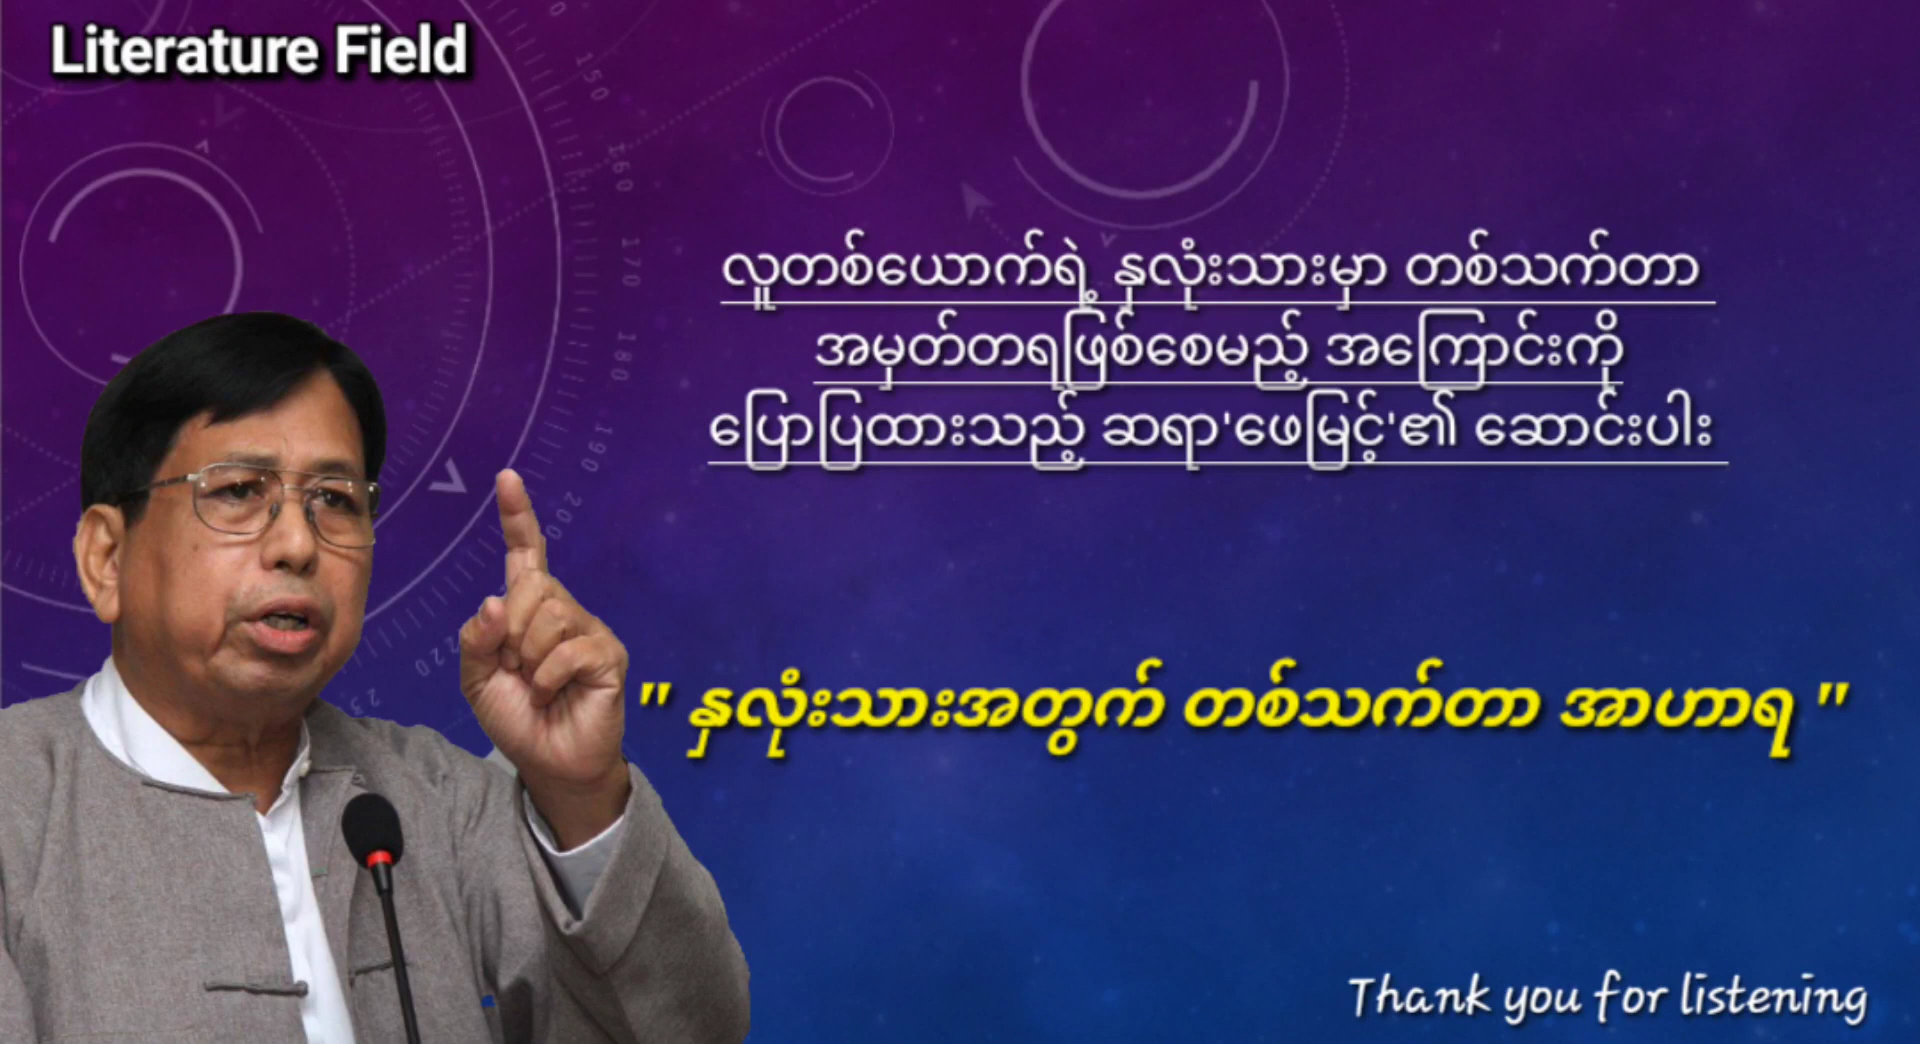 Literature Field
လူတစ်ယောက်ရဲ့ နှလုံးသားမှာ တစ်သက်တာ
အမှတ်တရဖြစ်စေမည့် အကြောင်းကို
ပြောပြထားသည့် ဆရာ'ဖေမြင့်'၏ ဆောင်းပါး
" နှလုံးသားအတွက် တစ်သက်တာ အာဟာရ "
Thank you for listening